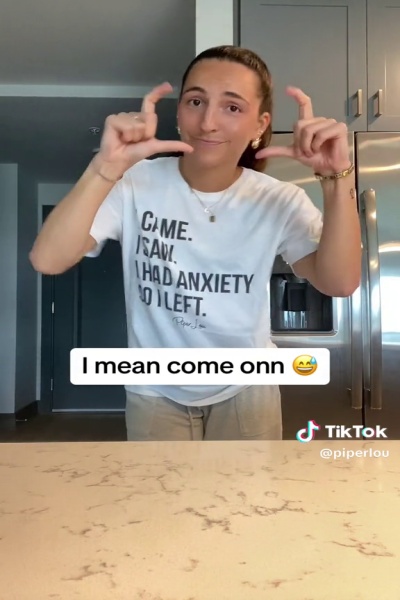 I CAME.
I SAW.
I HAD ANXIETY
SO I LEFT.
Piper Lou
I mean come onn 😅
TikTok
@piperlou